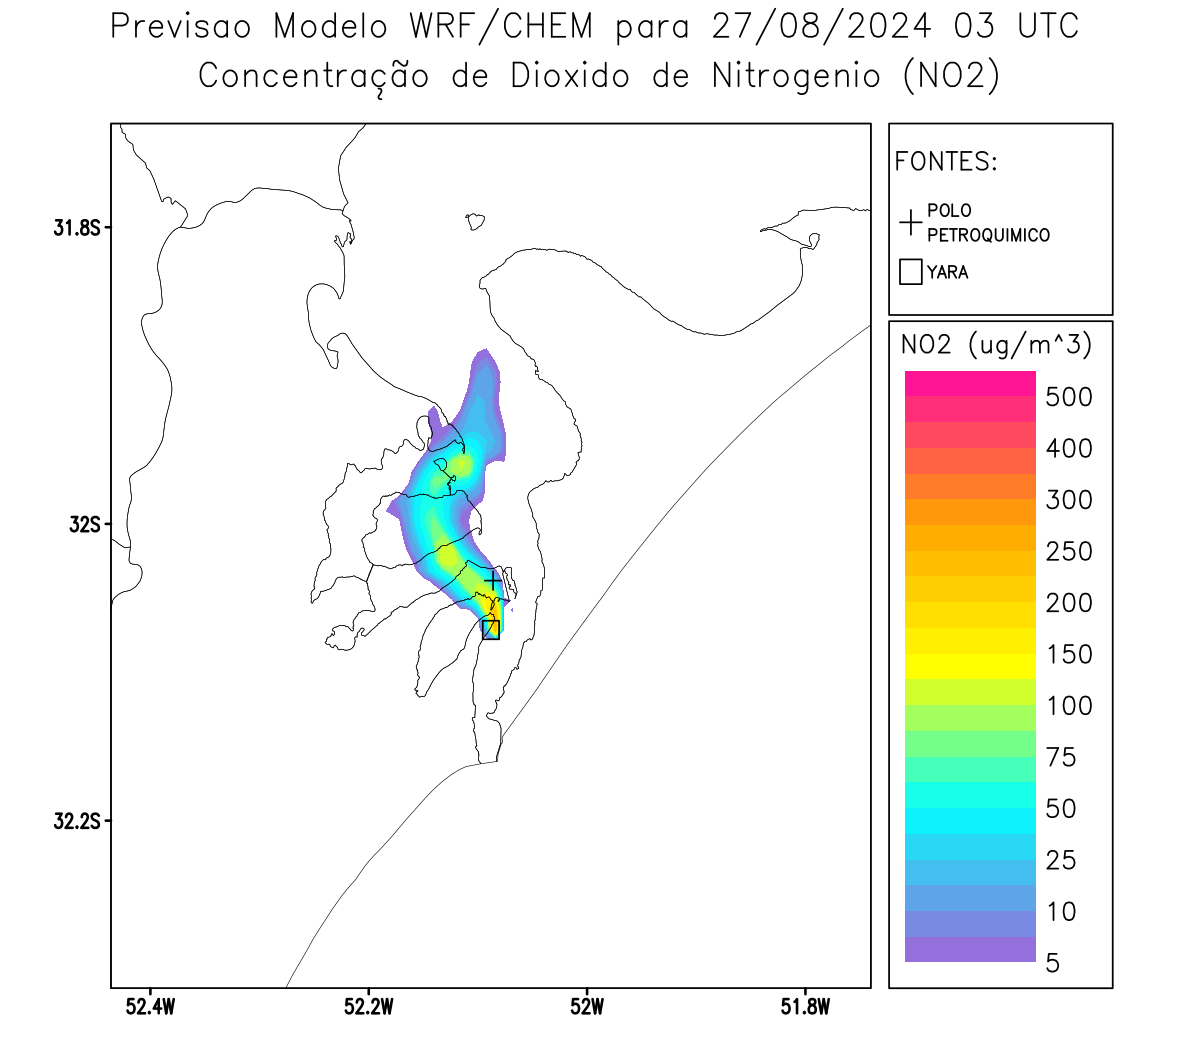 Previsao Modelo WRF/CHEM para 27/08/2024 03 UTC
Concentração de Dioxido de Nitrogenio (NO2)
FONTES:
POLO
PETROQUIMICO
YARA
NO2 (ug/m^3)
500
400
300
250
200
150
100
75
50
25
10
5
31.8S
32S
32.2S
52.4W
52.2W
52W
51.8W